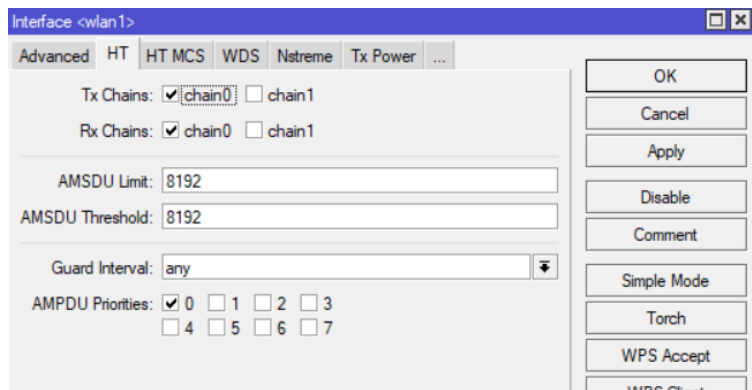 Interface <wlan1>
Advanced HT HT MCS WDS Nstreme Tx Power ...
Tx Chains: chain0 chain1
Rx Chains: chain0 chain1
AMSDU Limit: 8192
AMSDU Threshold: 8192
Guard Interval: any
AMPDU Priorities: 0 1 2 3
4 5 6 7
OK
Cancel
Apply
Disable
Comment
Simple Mode
Torch
WPS Accept
WPS Client